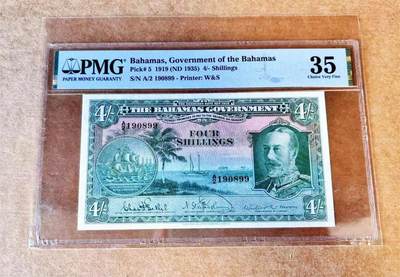 PMG
PAPER MONEY GUARANTY
Bahamas, Government of the Bahamas
Pick# 5 1919 (ND 1935) 4/- Shillings
S/N A/2 190899 - Printer: W&S
35
Choice Very Fine
4/-
THE BAHAMAS GOVERNMENT
4/-
A/2 190899
FOUR
SHILLINGS
A/2 190899
4/-
4/-